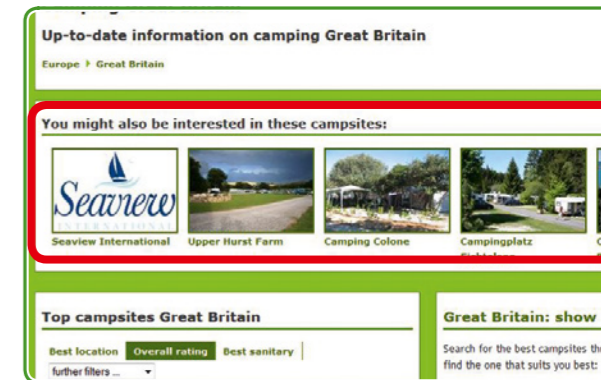 Up-to-date information on camping Great Britain
Europe Great Britain
You might also be interested in these campsites:
Seaview
INTERNATIONAL
Seaview International
Upper Hurst Farm
Camping Colone
Campingplatz
Top campsites Great Britain
Best location Overall rating Best sanitary
further filters ...
Great Britain: show
Search for the best campsites
find the one that suits you best: